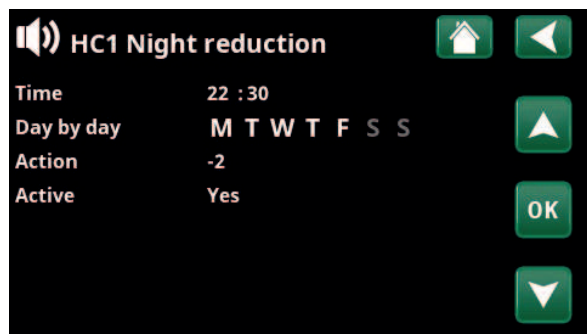 HC1 Night reduction
Time 22 :30
Day by day M T W T F S S
Action -2
Active Yes
OK